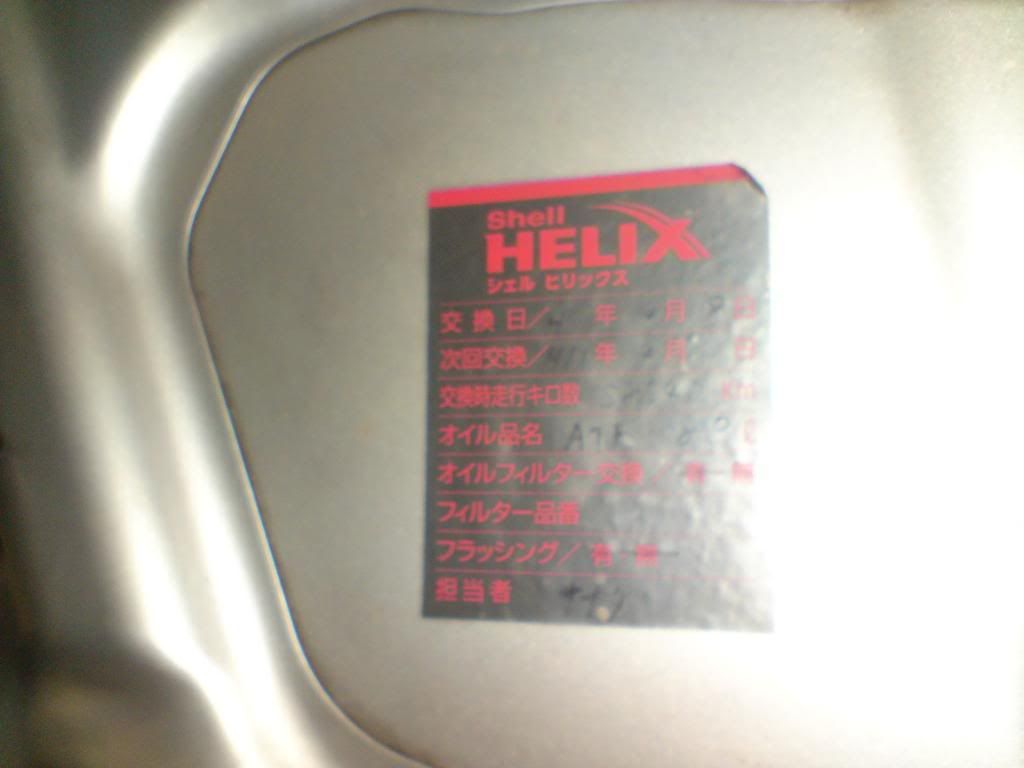 Shell
HELIX
シェル ヒリックス
交換日／ 年 月 日
次回交換／ 年 月 日
交換時走行キロ数 Km
オイル品名 ℓ
オイルフィルター交換／有 無
フィルター品番
フラッシング／有 無
担当者